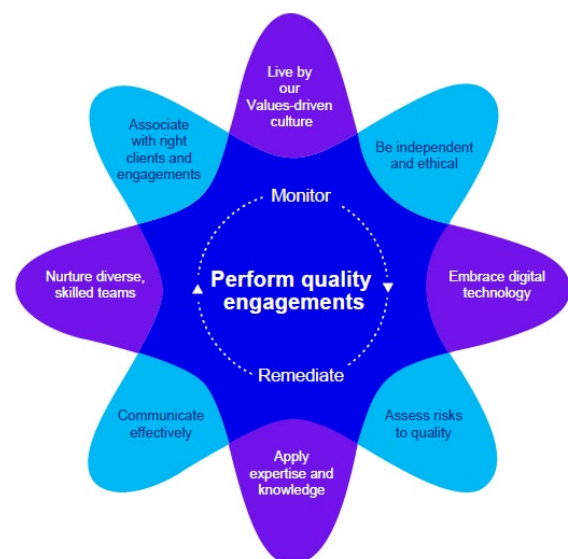 Live by
our
Values-driven
culture
Associate
with right
clients and
engagements
Be independent
and ethical
Monitor
Nurture diverse,
skilled teams
Perform quality
engagements
Embrace digital
technology
Remediate
Communicate
effectively
Assess risks
to quality
Apply
expertise and
knowledge